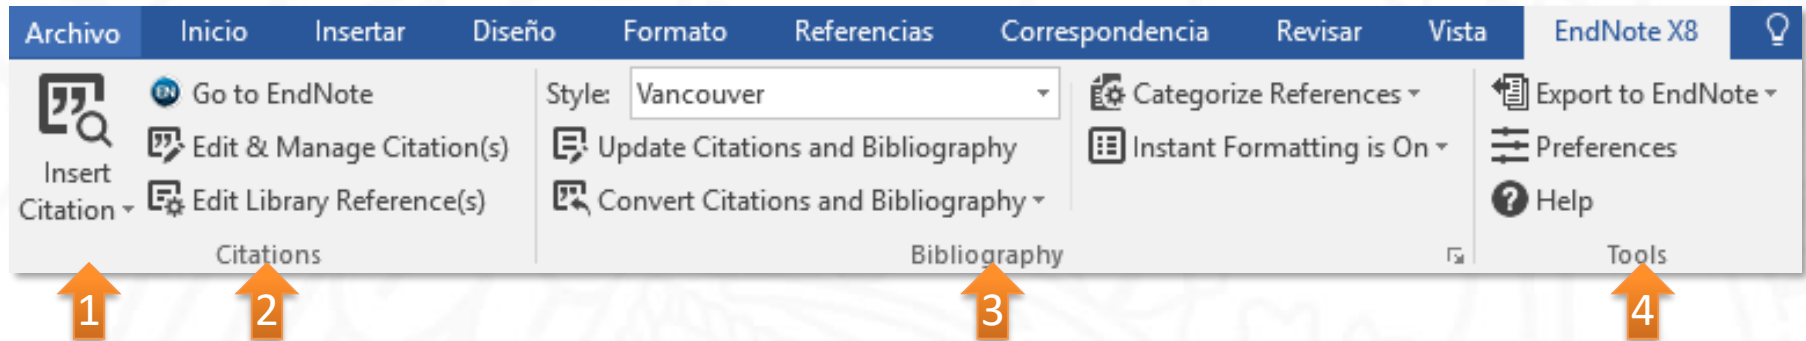 Archivo Inicio Insertar Diseño Formato Referencias Correspondencia Revisar Vista EndNote X8
Insert
Citation
Go to EndNote
Edit & Manage Citation(s)
Edit Library Reference(s)
Citations
Style: Vancouver
Update Citations and Bibliography
Convert Citations and Bibliography
Categorize References
Instant Formatting is On
Bibliography
Export to EndNote
Preferences
Help
Tools
1 2 3 4